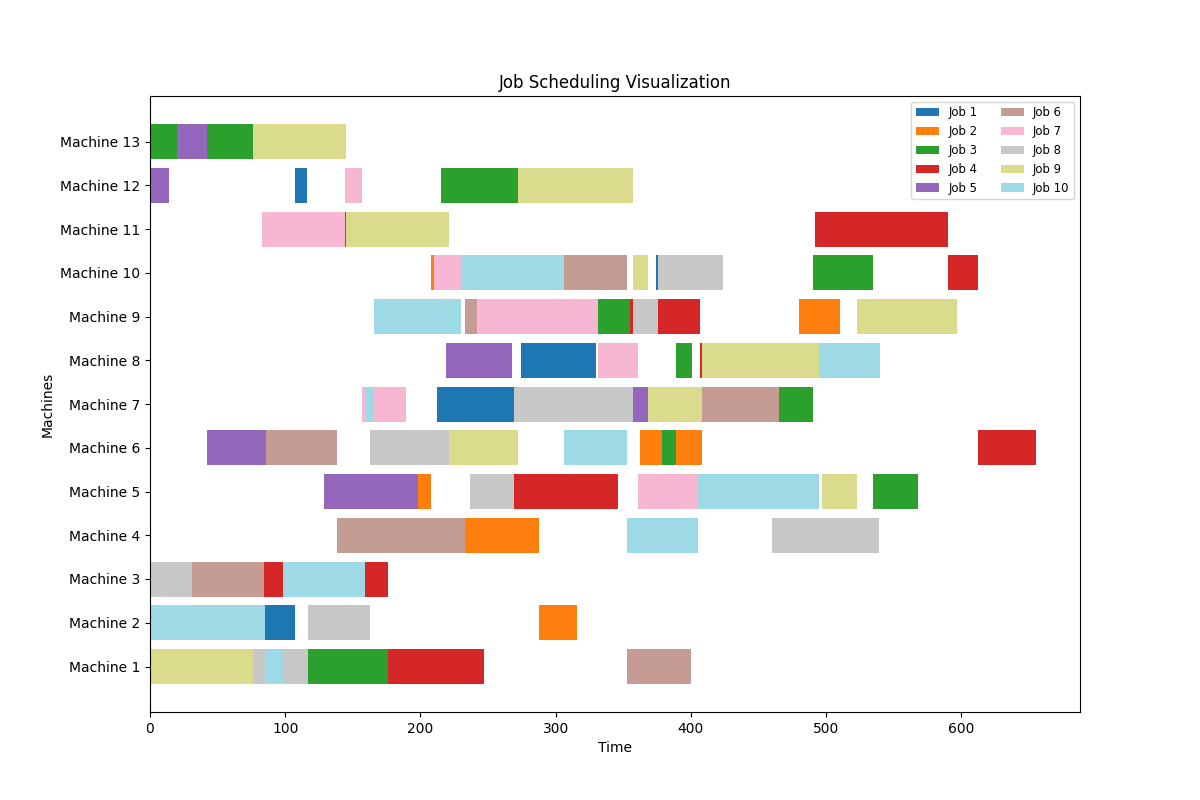 Job Scheduling Visualization
Job 1
Job 2
Job 3
Job 4
Job 5
Job 6
Job 7
Job 8
Job 9
Job 10
Machines
Machine 13
Machine 12
Machine 11
Machine 10
Machine 9
Machine 8
Machine 7
Machine 6
Machine 5
Machine 4
Machine 3
Machine 2
Machine 1
0 100 200 300 400 500 600
Time